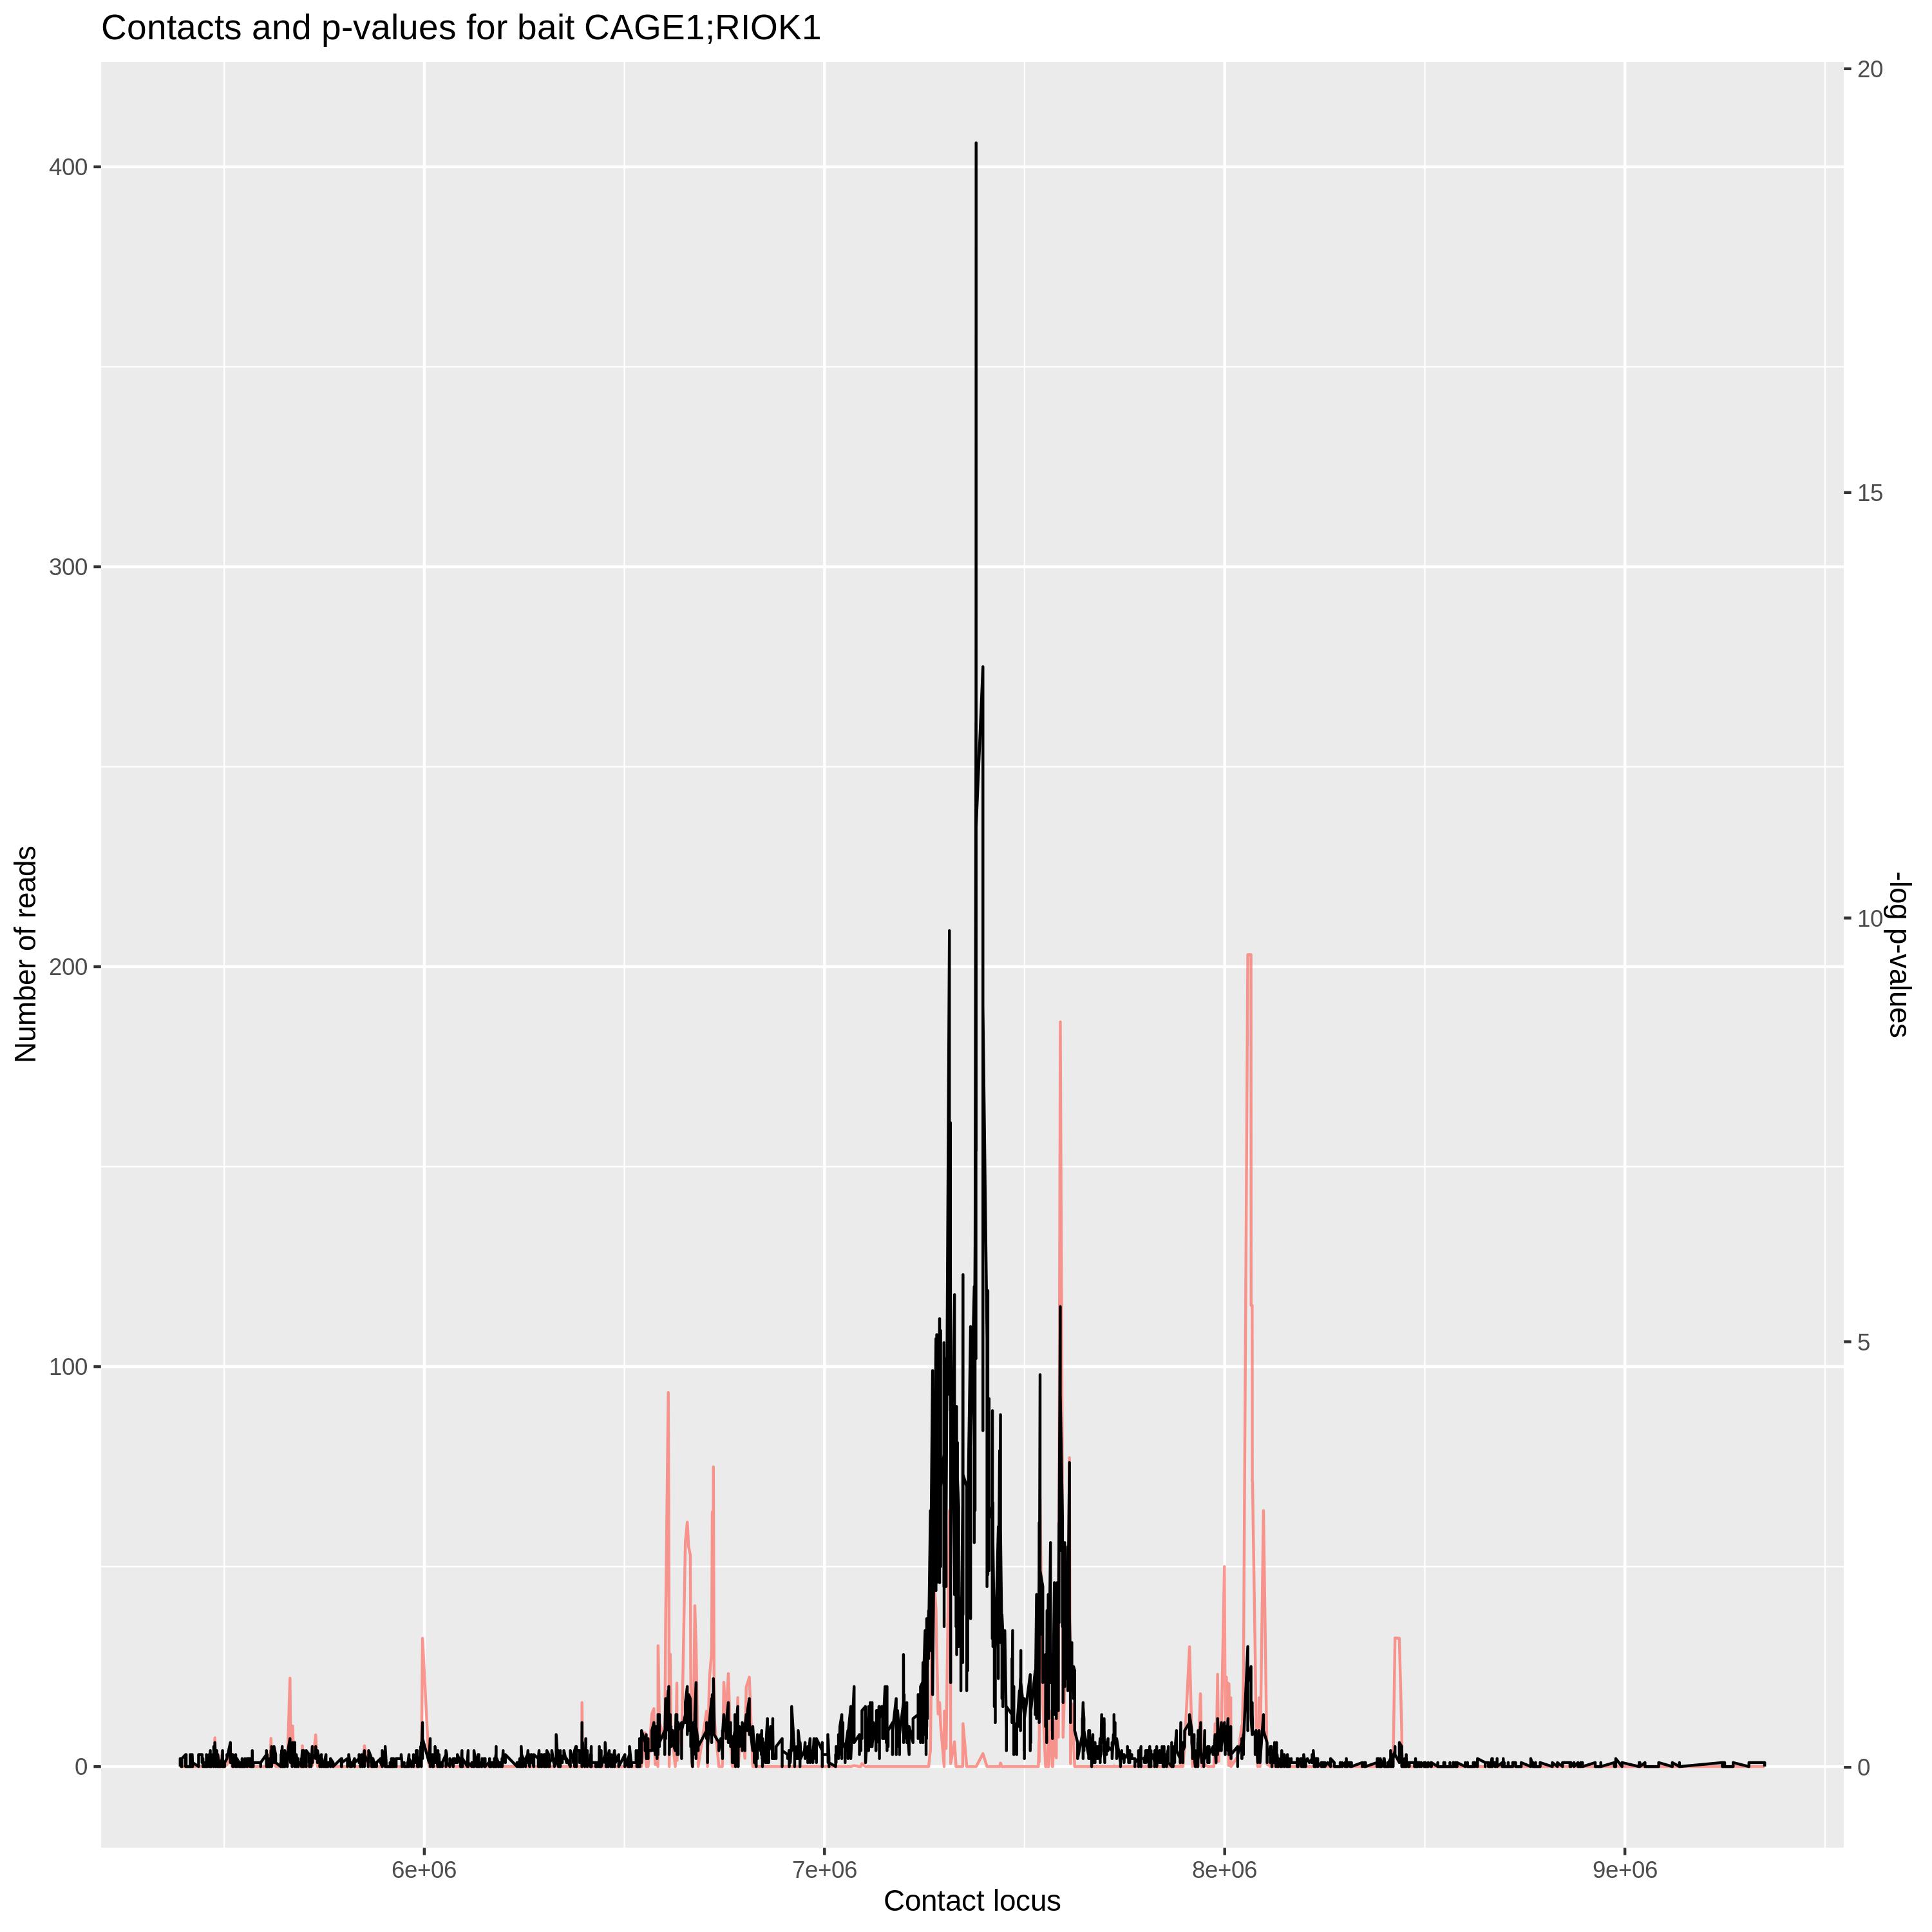 Contacts and p-values for bait CAGE1;RIOK1
400
300
200
100
0
Number of reads
20
15
10
5
0
-log p-values
6e+06 7e+06 8e+06 9e+06
Contact locus